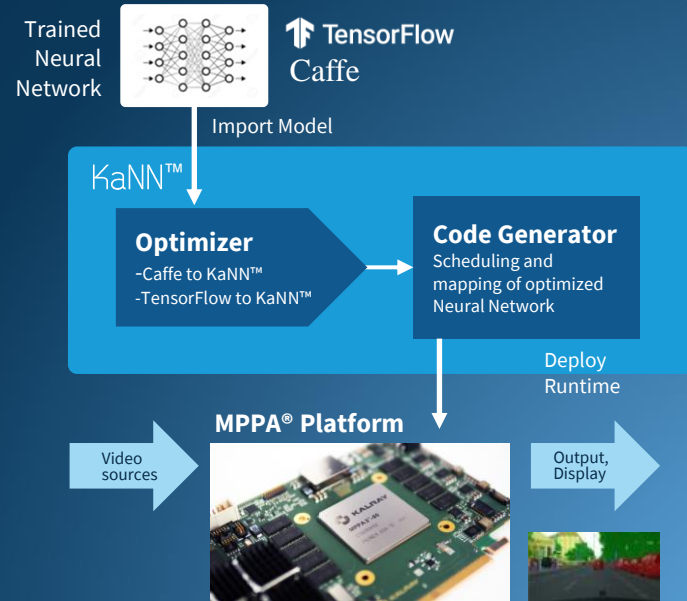 Trained
Neural
Network
TensorFlow
Caffe
Import Model
KaNN™
Optimizer
-Caffe to KaNN™
-TensorFlow to KaNN™
Code Generator
Scheduling and
mapping of optimized
Neural Network
Deploy
Runtime
MPPA® Platform
Video
sources
KALRAY
Output,
Display